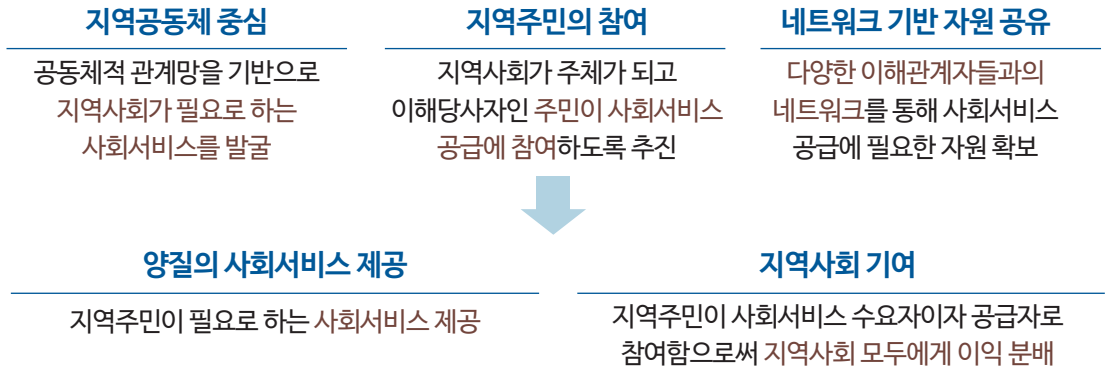 지역공동체 중심
공동체적 관계망을 기반으로
지역사회가 필요로 하는
사회서비스를 발굴
지역주민의 참여
지역사회가 주체가 되고
이해당사자인 주민이 사회서비스
공급에 참여하도록 추진
네트워크 기반 자원 공유
다양한 이해관계자들과의
네트워크를 통해 사회서비스
공급에 필요한 자원 확보
양질의 사회서비스 제공
지역주민이 필요로 하는 사회서비스 제공
지역사회 기여
지역주민이 사회서비스 수요자이자 공급자로
참여함으로써 지역사회 모두에게 이익 분배